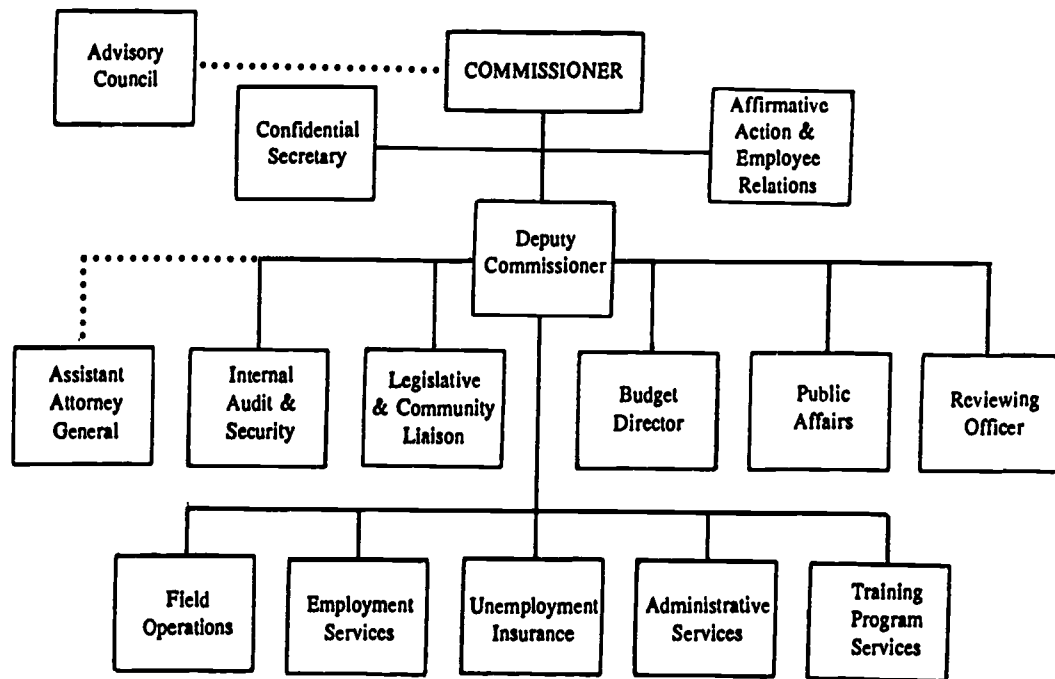 Advisory
Council
COMMISSIONER
Confidential
Secretary
Affirmative
Action &
Employee
Relations
Deputy
Commissioner
Assistant
Attorney
General
Internal
Audit &
Security
Legislative
& Community
Liaison
Budget
Director
Public
Affairs
Reviewing
Officer
Field
Operations
Employment
Services
Unemployment
Insurance
Administrative
Services
Training
Program
Services